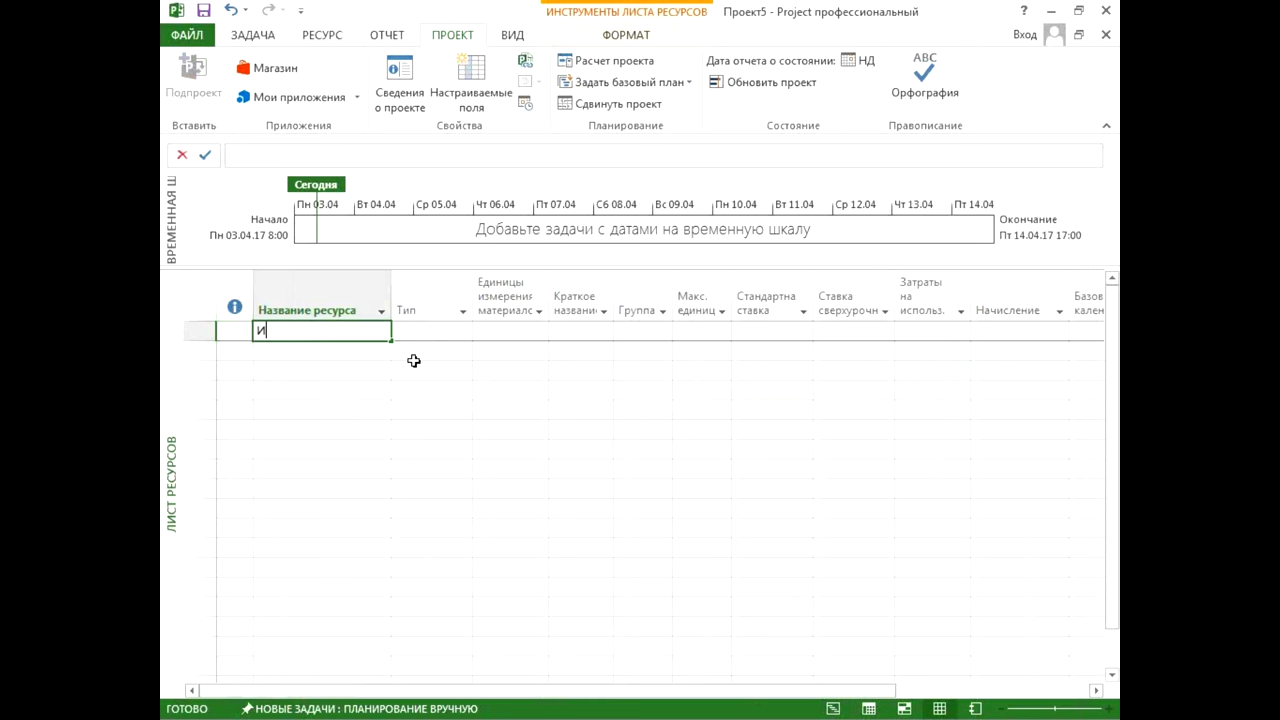 ИНСТРУМЕНТЫ ЛИСТА РЕСУРСОВ Проект5 - Project профессиональный ?
ФАЙЛ ЗАДАЧА РЕСУРС ОТЧЕТ ПРОЕКТ ВИД ФОРМАТ Вход
Подпроект
Магазин
Мои приложения
Сведения о проекте
Настраиваемые поля
Расчет проекта
Задать базовый план
Сдвинуть проект
Дата отчета о состоянии: НД
Обновить проект
ABC
Орфография
Вставить Приложения Свойства Планирование Состояние Правописание
ВРЕМЕННАЯ Ш
Сегодня
Пн 03.04 Вт 04.04 Ср 05.04 Чт 06.04 Пт 07.04 Сб 08.04 Вс 09.04 Пн 10.04 Вт 11.04 Ср 12.04 Чт 13.04 Пт 14.04
Начало
Пн 03.04.17 8:00
Добавьте задачи с датами на временную шкалу
Окончание
Пт 14.04.17 17:00
ЛИСТ РЕСУРСОВ
Название ресурса
Тип
Единицы
измерения
материалс
Краткое
названи
Группа
Макс.
единиц
Стандартна
ставка
Ставка
сверхурочн
Затраты
на
использ.
Начисление
Базов
кален
И
ГОТОВО НОВЫЕ ЗАДАЧИ : ПЛАНИРОВАНИЕ ВРУЧНУЮ